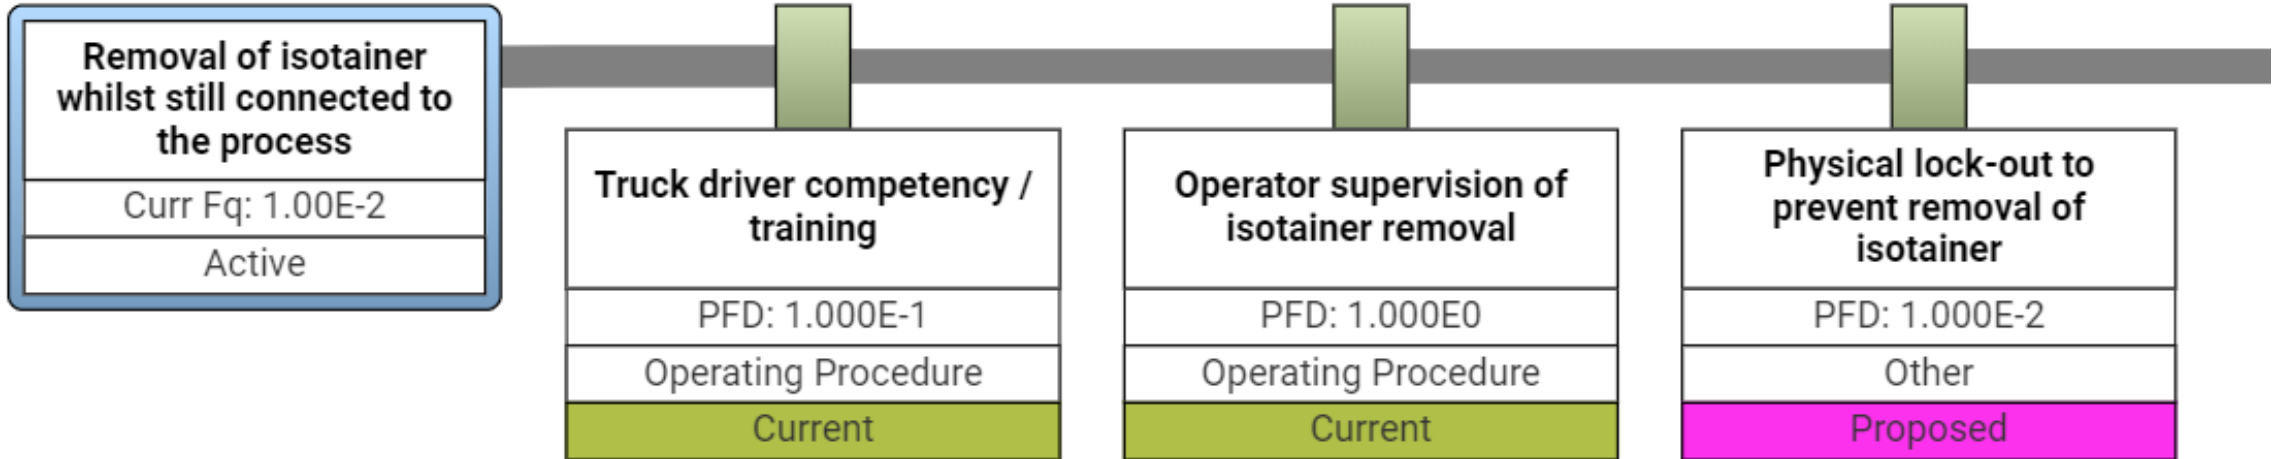 Removal of isotainer
whilst still connected to
the process
Curr Fq: 1.00E-2
Active
Truck driver competency /
training
PFD: 1.000E-1
Operating Procedure
Current
Operator supervision of
isotainer removal
PFD: 1.000E0
Operating Procedure
Current
Physical lock-out to
prevent removal of
isotainer
PFD: 1.000E-2
Other
Proposed